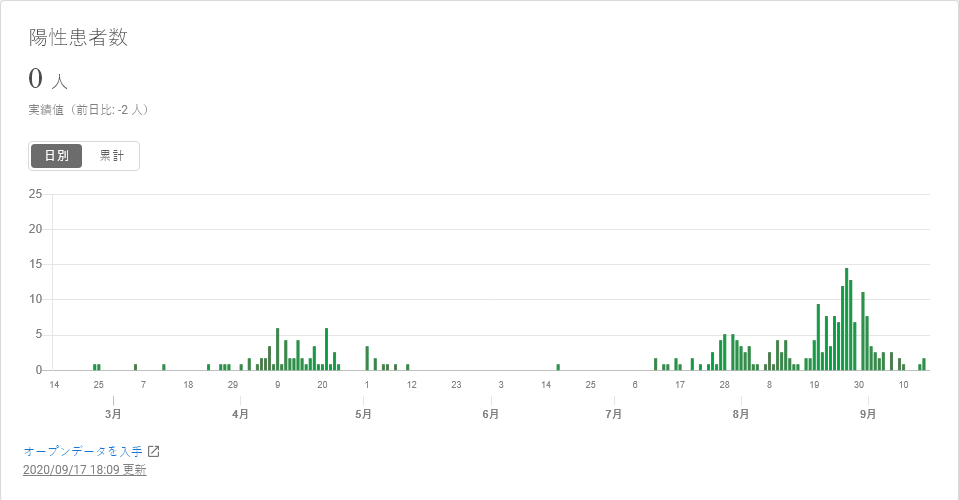 陽性患者数
0 人
実績値（前日比: -2 人）
日別 累計
25
20
15
10
5
0
14 25 7 18 29 9 20 1 12 23 3 14 25 6 17 28 8 19 30 10
3月 4月 5月 6月 7月 8月 9月
オープンデータを入手
2020/09/17 18:09 更新